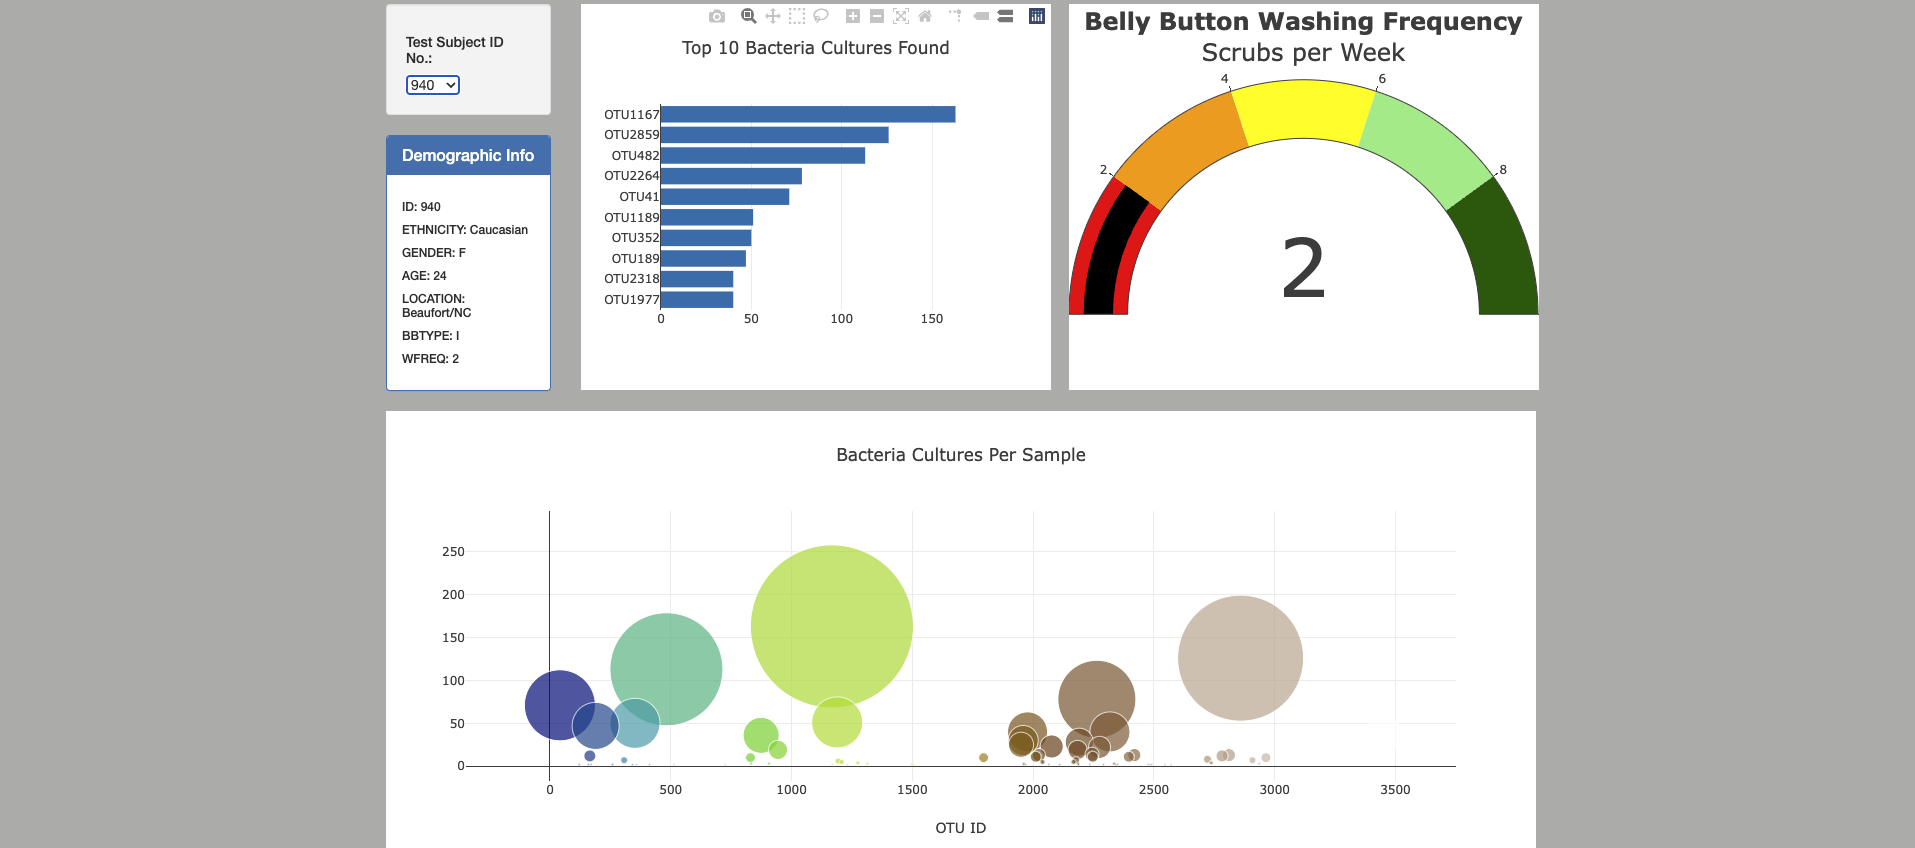 Test Subject ID
No.:
940
Demographic Info
ID: 940
ETHNICITY: Caucasian
GENDER: F
AGE: 24
LOCATION:
Beaufort/NC
BBTYPE: I
WFREQ: 2
Top 10 Bacteria Cultures Found
OTU1167
OTU2859
OTU482
OTU2264
OTU41
OTU1189
OTU352
OTU189
OTU2318
OTU1977
0 50 100 150
Belly Button Washing Frequency
Scrubs per Week
4 6
2 8
2
Bacteria Cultures Per Sample
250
200
150
100
50
0
0 500 1000 1500 2000 2500 3000 3500
OTU ID